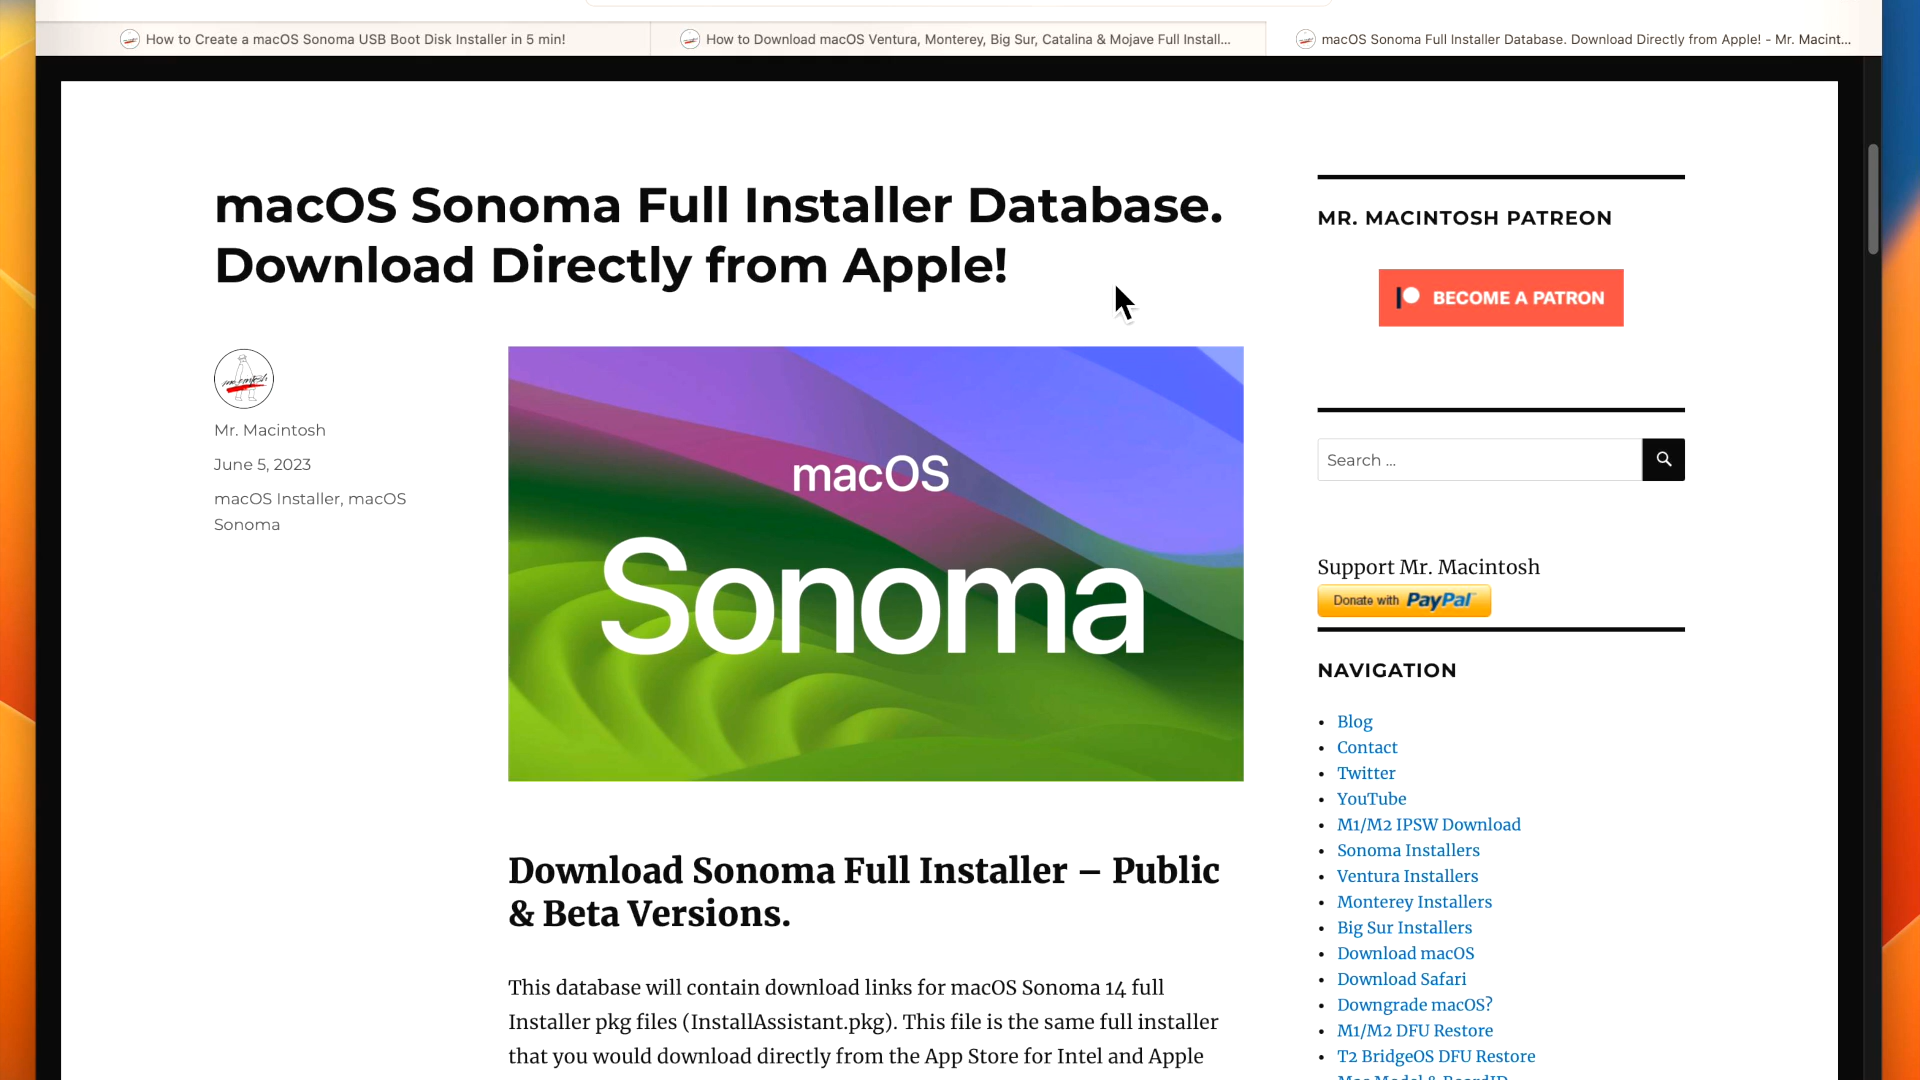 How to Create a macOS Sonoma USB Boot Disk Installer in 5 min!
How to Download macOS Ventura, Monterey, Big Sur, Catalina & Mojave Full Install...
macOS Sonoma Full Installer Database. Download Directly from Apple! - Mr. Macint...
macOS Sonoma Full Installer Database.
Download Directly from Apple!
Mr. Macintosh
June 5, 2023
macOS Installer, macOS
Sonoma
macOS
Sonoma
Download Sonoma Full Installer – Public
& Beta Versions.
This database will contain download links for macOS Sonoma 14 full
Installer pkg files (InstallAssistant.pkg). This file is the same full installer
that you would download directly from the App Store for Intel and Apple
MR. MACINTOSH PATREON
BECOME A PATRON
Search …
Support Mr. Macintosh
Donate with PayPal
NAVIGATION
Blog
Contact
Twitter
YouTube
M1/M2 IPSW Download
Sonoma Installers
Ventura Installers
Monterey Installers
Big Sur Installers
Download macOS
Download Safari
Downgrade macOS?
M1/M2 DFU Restore
T2 BridgeOS DFU Restore